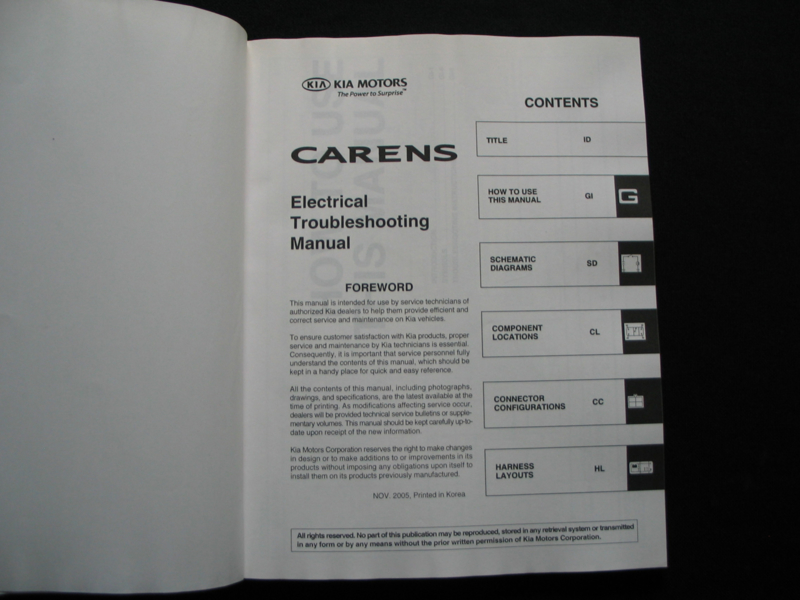 KIA KIA MOTORS
The Power to Surprise™
CARENS
Electrical
Troubleshooting
Manual
FOREWORD
This manual is intended for use by service technicians of
authorized Kia dealers to help them provide efficient and
correct service and maintenance on Kia vehicles.
To ensure customer satisfaction with Kia products, proper
service and maintenance by Kia technicians is essential.
Consequently, it is important that service personnel fully
understand the contents of this manual, which should be
kept in a handy place for quick and easy reference.
All the contents of this manual, including photographs,
drawings, and specifications, are the latest available at the
time of printing. As modifications affecting service occur,
dealers will be provided technical service bulletins or supple-
mentary volumes. This manual should be kept carefully up-to-
date upon receipt of the new information.
Kia Motors Corporation reserves the right to make changes
in design or to make additions to or improvements in its
products without imposing any obligations upon itself to
install them on its products previously manufactured.
NOV. 2005, Printed in Korea
CONTENTS
TITLE ID
HOW TO USE
THIS MANUAL GI G
SCHEMATIC
DIAGRAMS SD
COMPONENT
LOCATIONS CL
CONNECTOR
CONFIGURATIONS CC
HARNESS
LAYOUTS HL
All rights reserved. No part of this publication may be reproduced, stored in any retrieval system or transmitted
in any form or by any means without the prior written permission of Kia Motors Corporation.